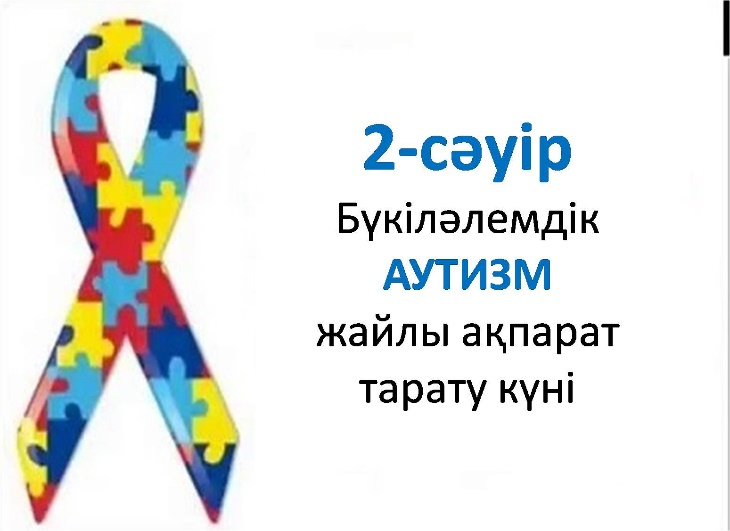 2-сәуір
Бүкіләлемдік
АУТИЗМ
жайлы ақпарат
тарату күні